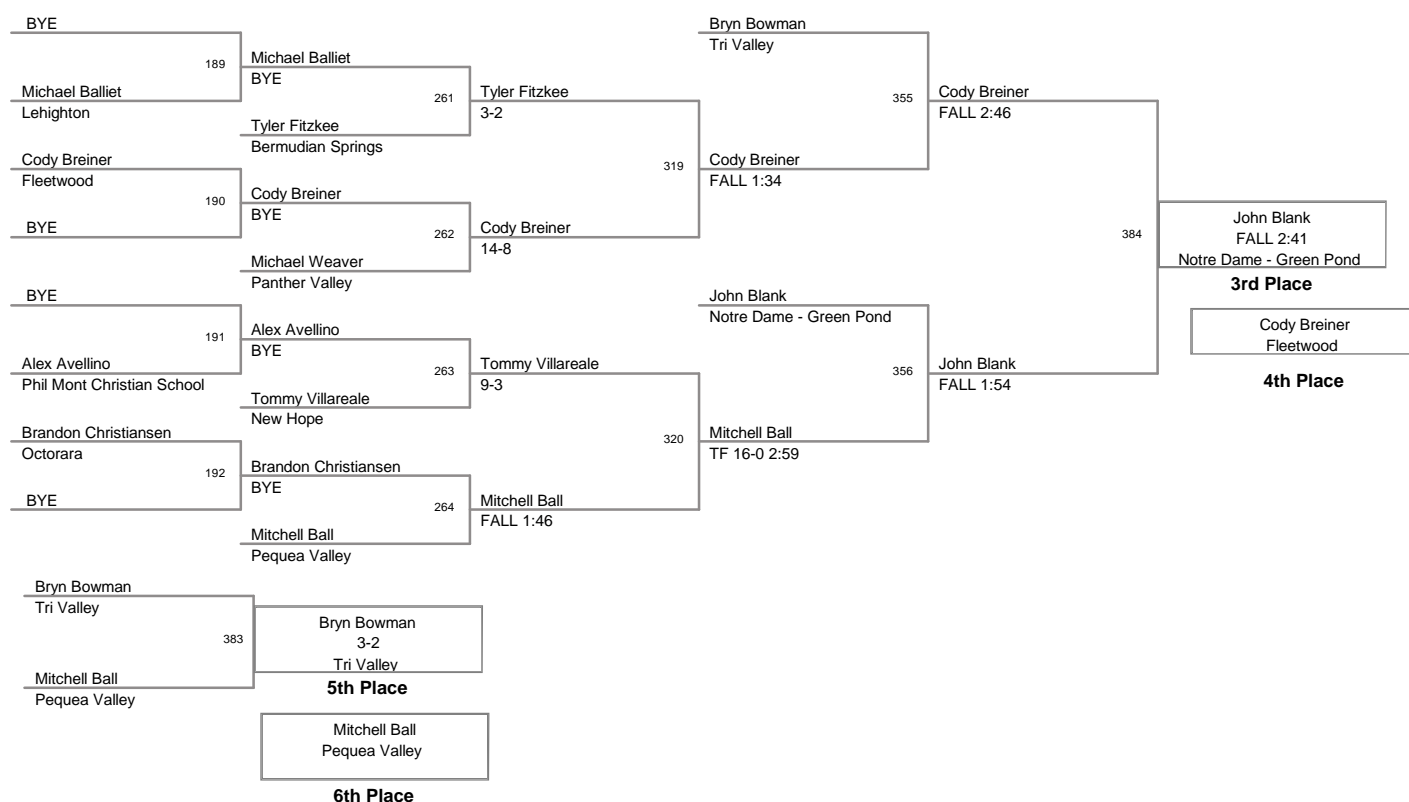 BYE
189
Michael Balliet
Lehighton
Cody Breiner
Fleetwood
190
BYE
BYE
191
Alex Avellino
Phil Mont Christian School
Brandon Christiansen
Octorara
192
BYE
Michael Balliet
BYE
261
Tyler Fitzkee
Bermudian Springs
Cody Breiner
BYE
262
Michael Weaver
Panther Valley
Alex Avellino
BYE
263
Tommy Villareale
New Hope
Brandon Christiansen
BYE
264
Mitchell Ball
Pequea Valley
Tyler Fitzkee
3-2
319
Cody Breiner
14-8
Tommy Villareale
9-3
320
Mitchell Ball
FALL 1:46
Bryn Bowman
Tri Valley
355
Cody Breiner
FALL 1:34
John Blank
Notre Dame - Green Pond
356
Mitchell Ball
TF 16-0 2:59
Cody Breiner
FALL 2:46
384
John Blank
FALL 1:54
John Blank
FALL 2:41
Notre Dame - Green Pond
3rd Place
Cody Breiner
Fleetwood
4th Place
Bryn Bowman
Tri Valley
383
Mitchell Ball
Pequea Valley
Bryn Bowman
3-2
Tri Valley
5th Place
Mitchell Ball
Pequea Valley
6th Place